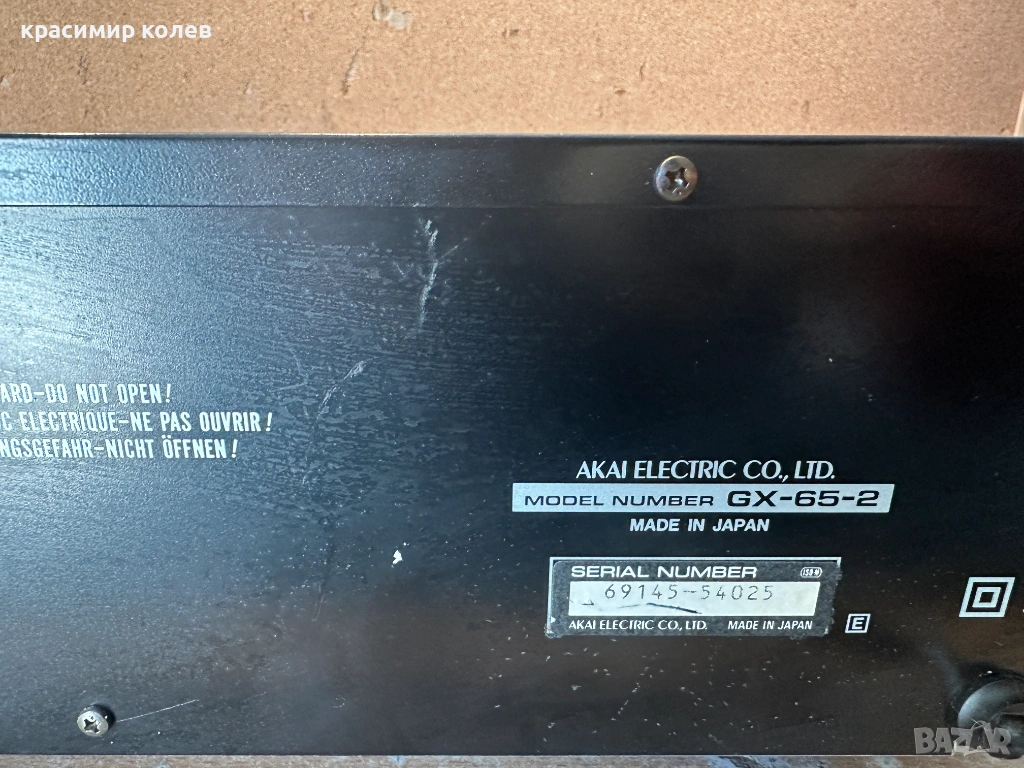 красимир колев
ARD-DO NOT OPEN!
C ELECTRIQUE-NE PAS OUVRIR!
NGSGEFAHR-NICHT ÖFFNEN!
AKAI ELECTRIC CO., LTD.
MODEL NUMBER GX-65-2
MADE IN JAPAN
SERIAL NUMBER
69145-54025
AKAI ELECTRIC CO., LTD. MADE IN JAPAN
E
BAZAR